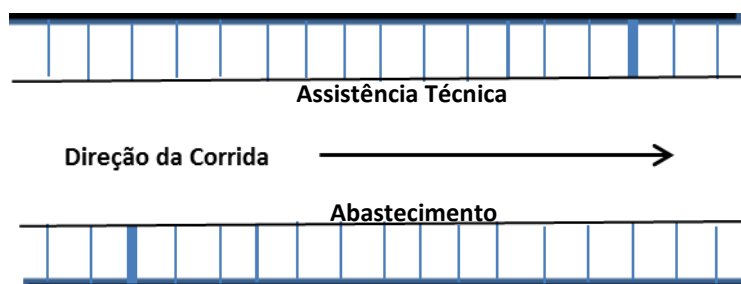 Assistência Técnica
Direção da Corrida
Abastecimento